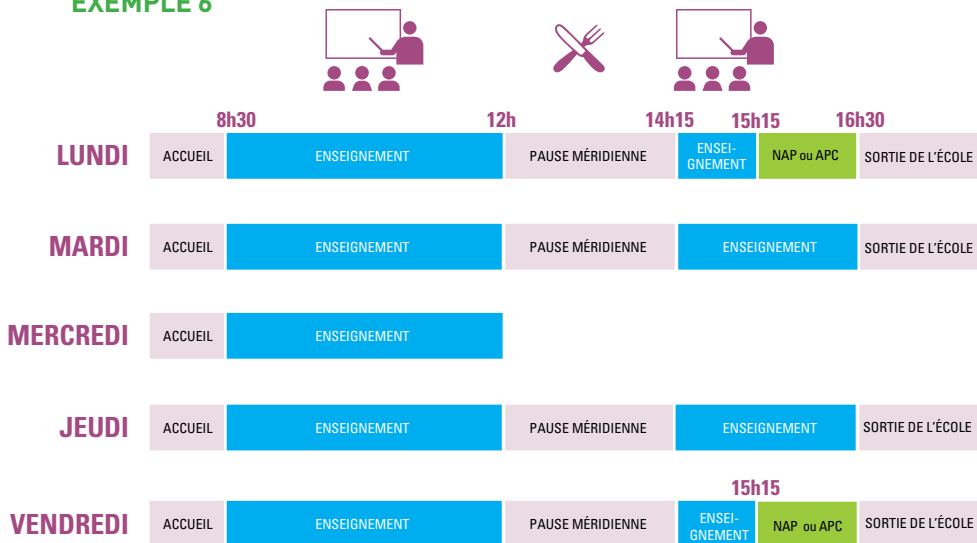 EXEMPLE 6
8h30 12h 14h15 15h15 16h30
LUNDI ACCUEIL ENSEIGNEMENT PAUSE MÉRIDIENNE ENSEI-
GNEMENT NAP ou APC SORTIE DE L'ÉCOLE
MARDI ACCUEIL ENSEIGNEMENT PAUSE MÉRIDIENNE ENSEIGNEMENT SORTIE DE L'ÉCOLE
MERCREDI ACCUEIL ENSEIGNEMENT
JEUDI ACCUEIL ENSEIGNEMENT PAUSE MÉRIDIENNE ENSEIGNEMENT SORTIE DE L'ÉCOLE
15h15
VENDREDI ACCUEIL ENSEIGNEMENT PAUSE MÉRIDIENNE ENSEI-
GNEMENT NAP ou APC SORTIE DE L'ÉCOLE